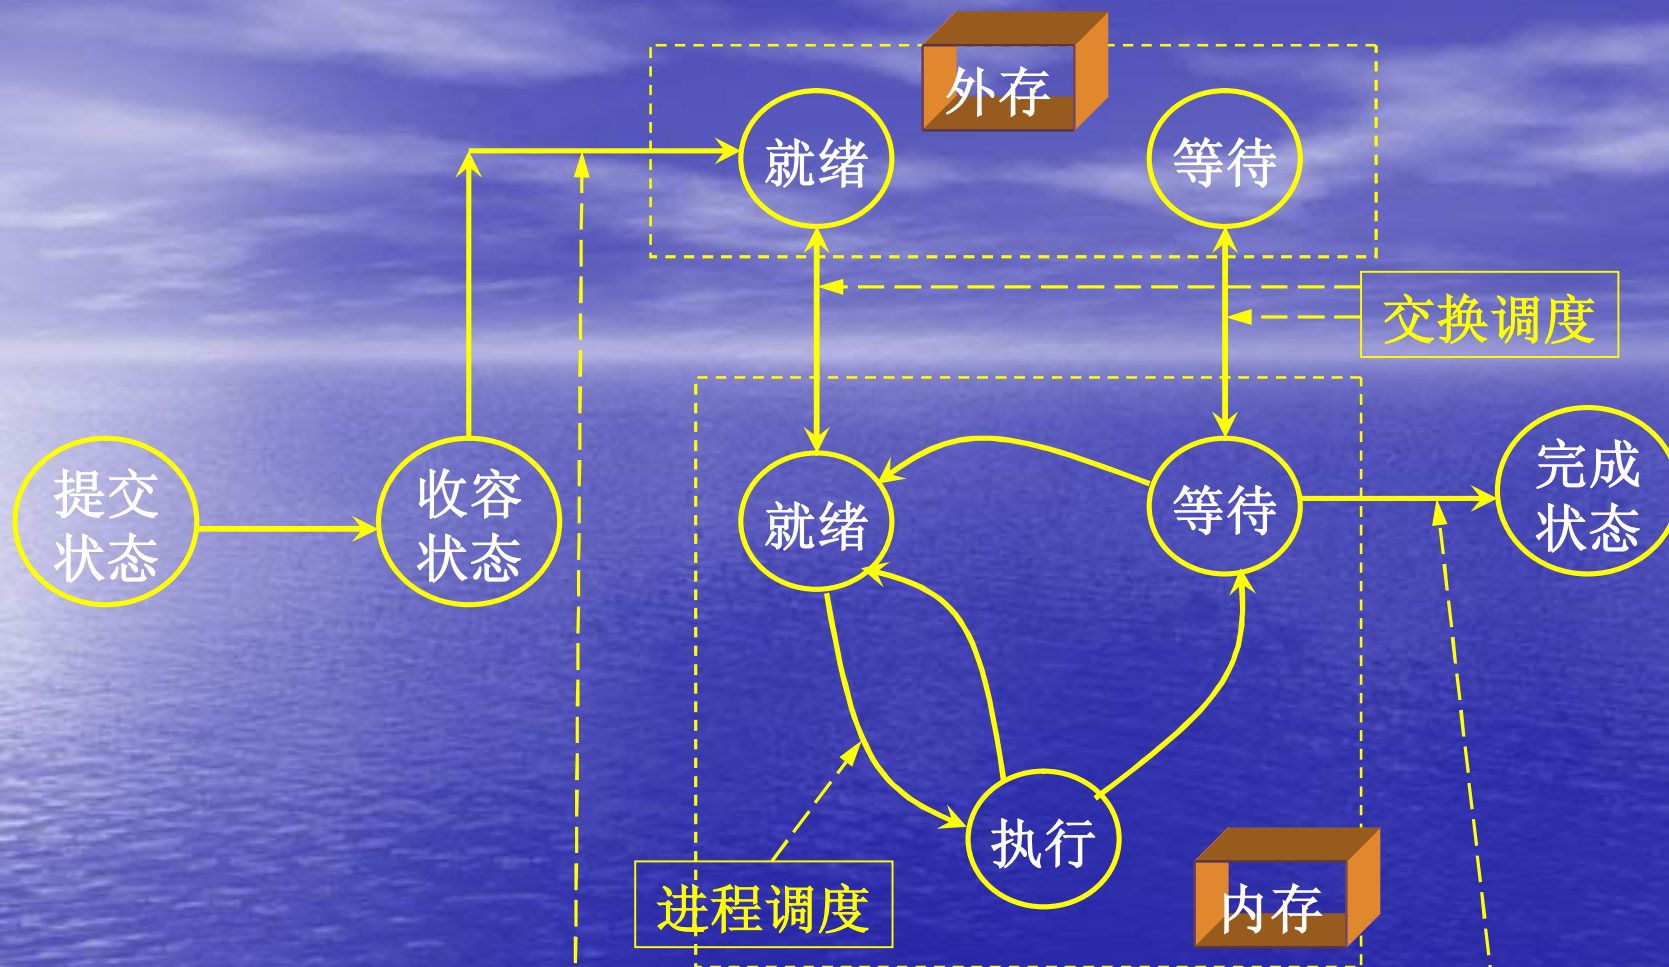 外存
就绪
等待
交换调度
提交
状态
收容
状态
就绪
等待
完成
状态
执行
进程调度
内存